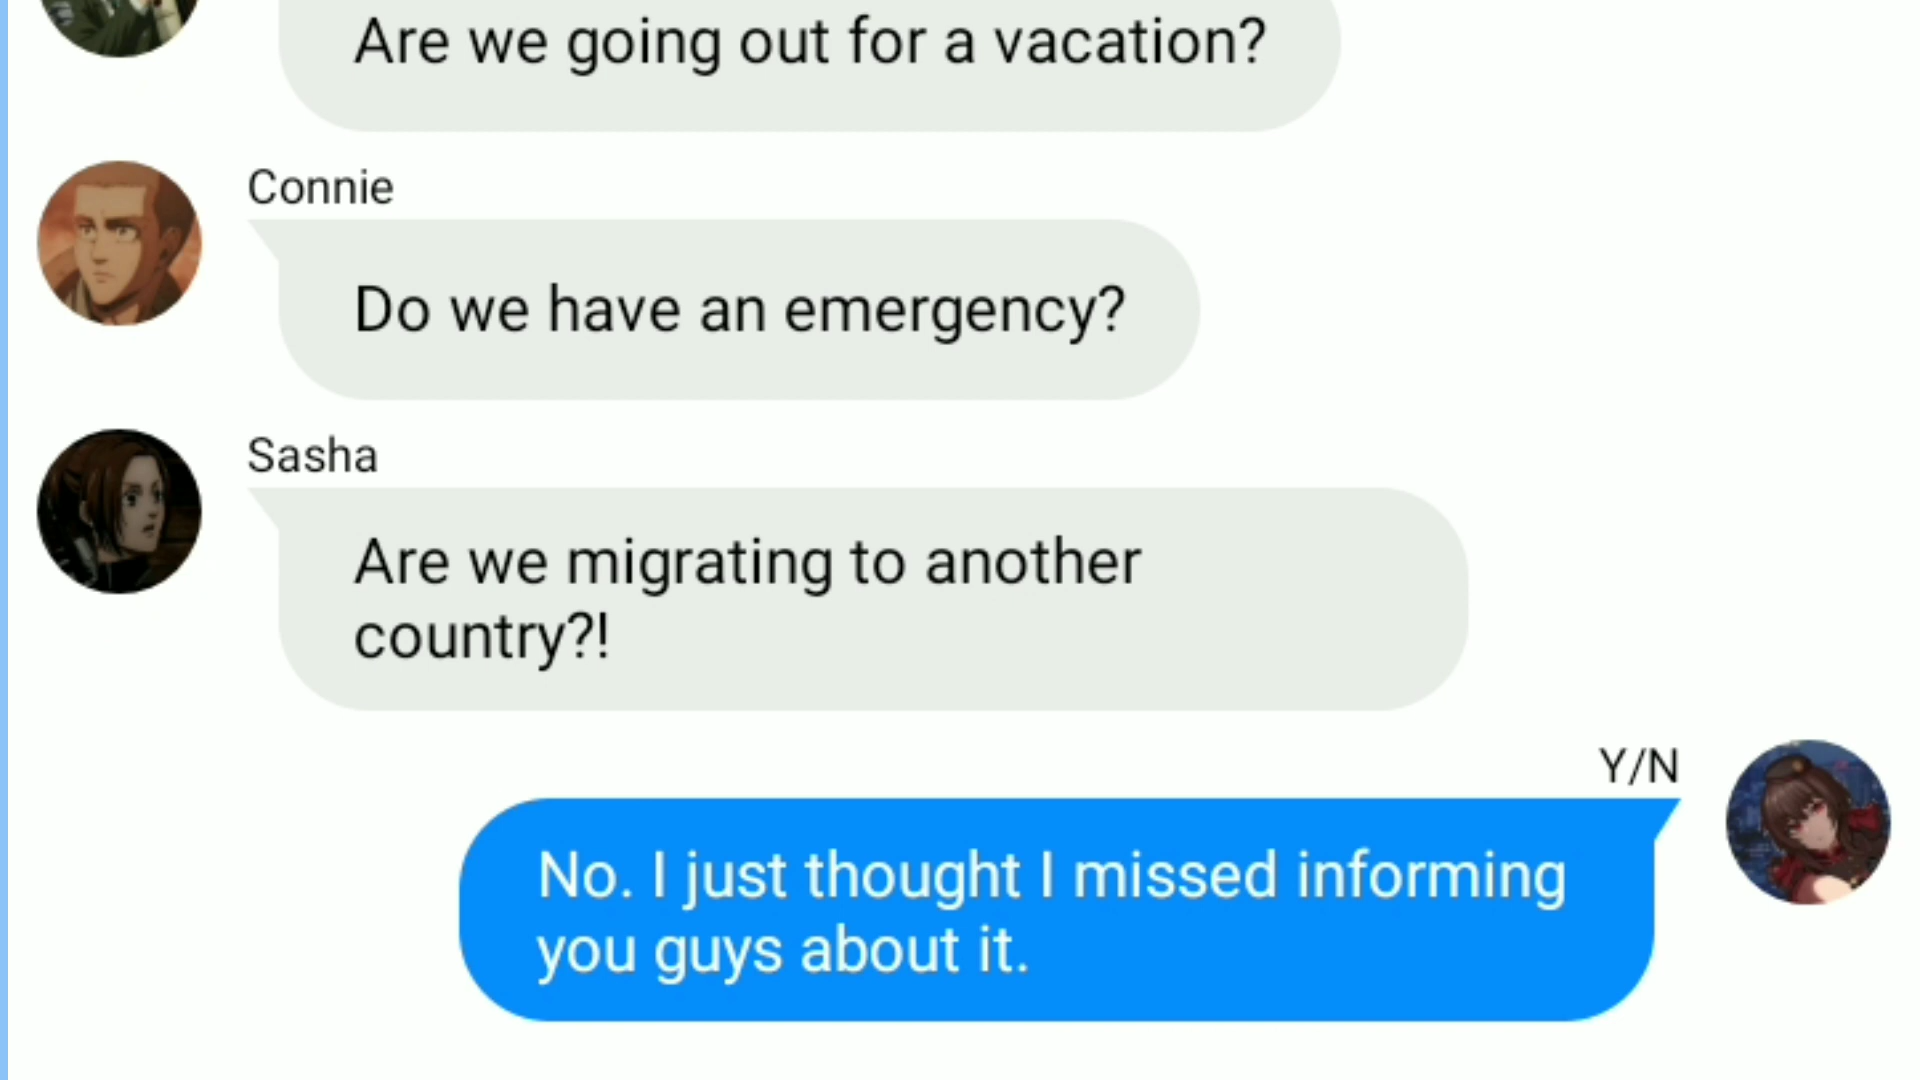 Are we going out for a vacation?
Connie
Do we have an emergency?
Sasha
Are we migrating to another
country?!
Y/N
No. I just thought I missed informing
you guys about it.